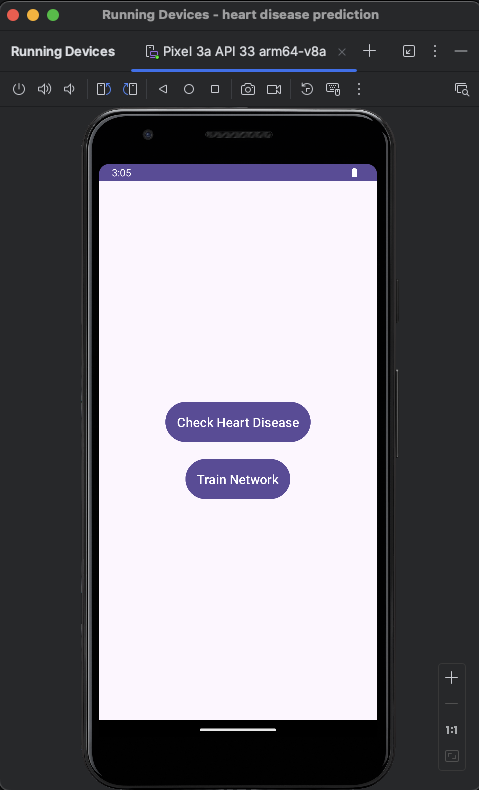 Running Devices - heart disease prediction
Running Devices
Pixel 3a API 33 arm64-v8a
3:05
Check Heart Disease
Train Network
1:1